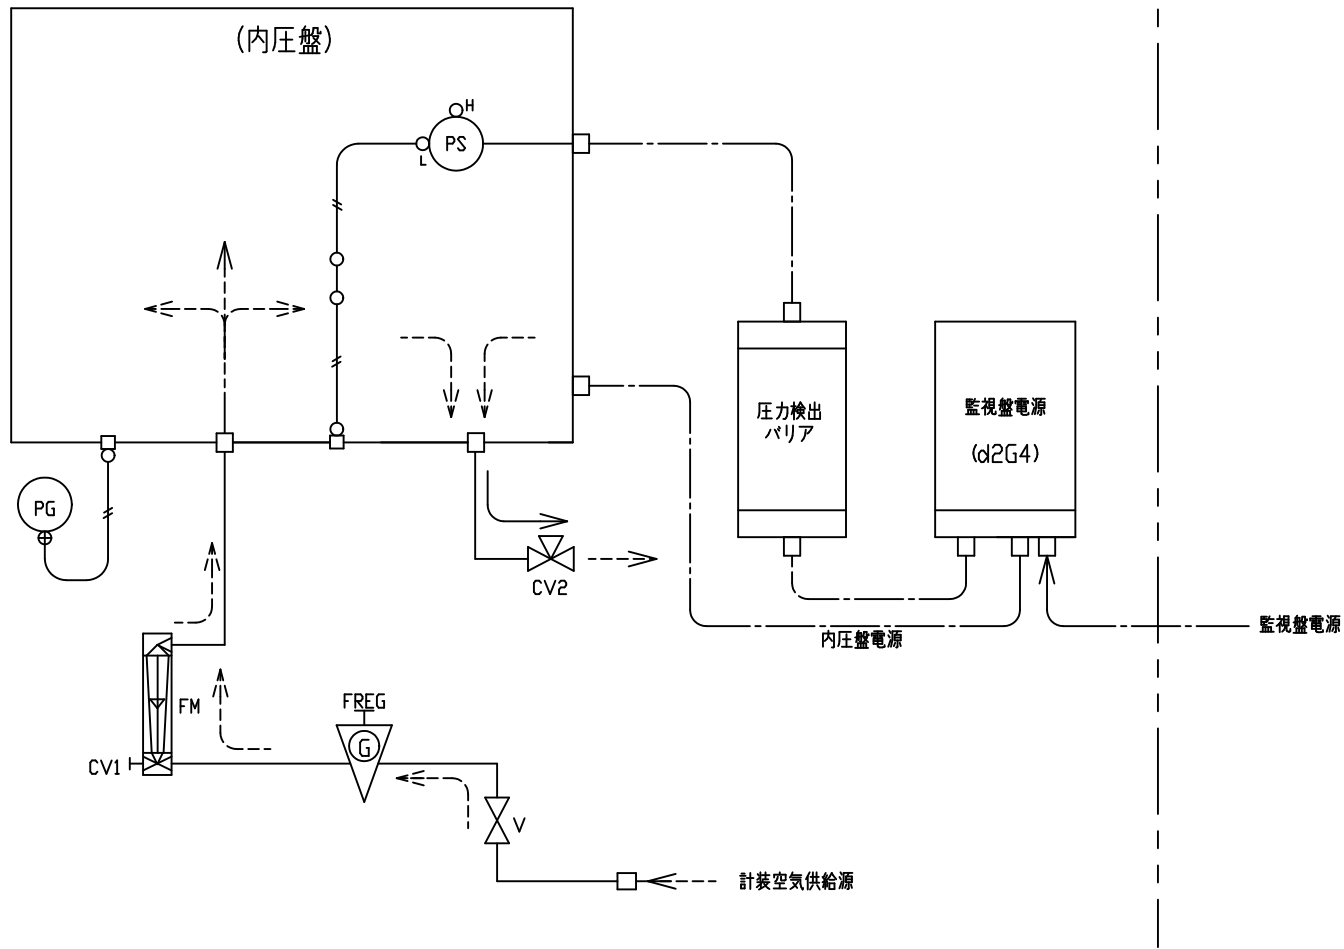 (内圧盤)
H
PS
L
圧力検出
バリア
監視盤電源
(d2G4)
PG
CV2
監視盤電源
内圧盤電源
FREG
FM
G
CV1
V
計装空気供給源